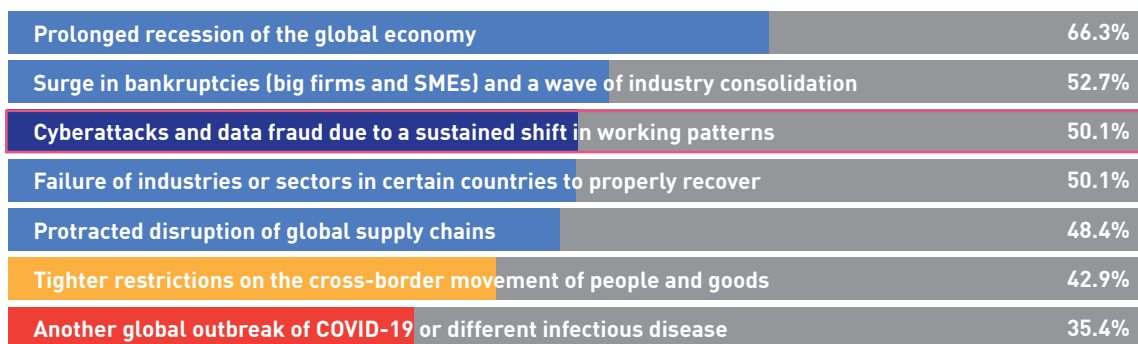 Prolonged recession of the global economy 66.3%
Surge in bankruptcies (big firms and SMEs) and a wave of industry consolidation 52.7%
Cyberattacks and data fraud due to a sustained shift in working patterns 50.1%
Failure of industries or sectors in certain countries to properly recover 50.1%
Protracted disruption of global supply chains 48.4%
Tighter restrictions on the cross-border movement of people and goods 42.9%
Another global outbreak of COVID-19 or different infectious disease 35.4%